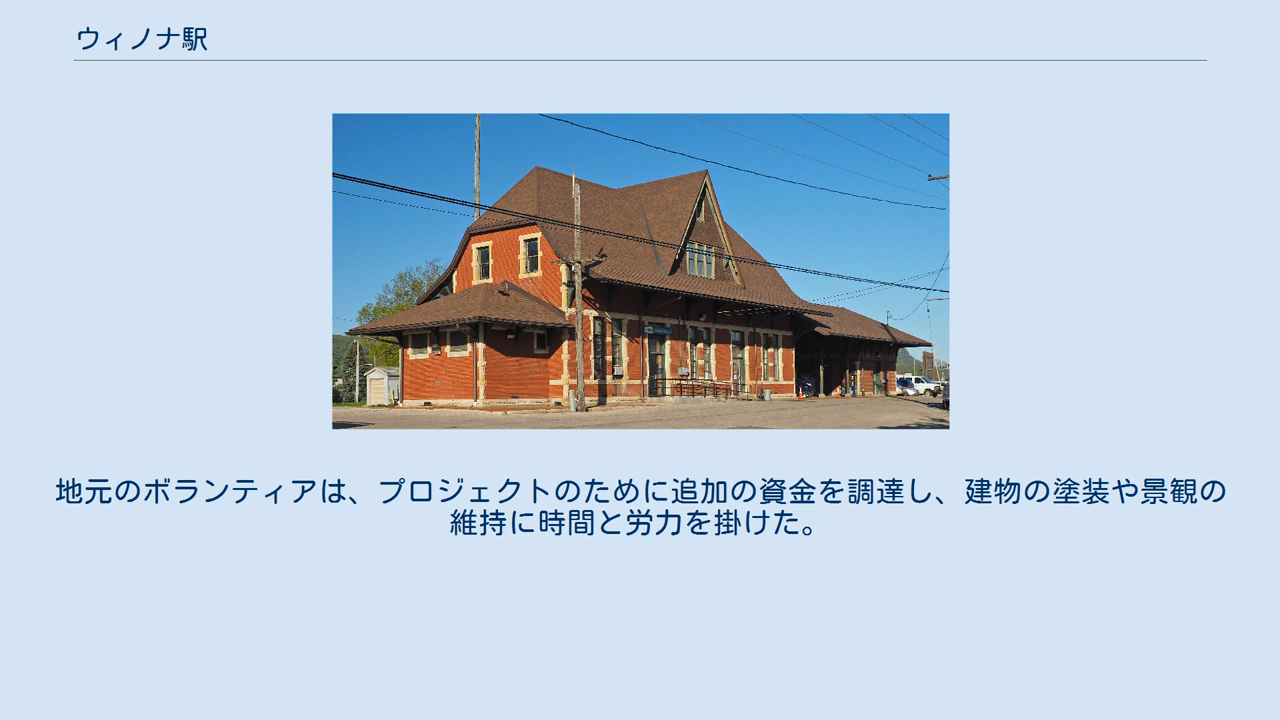 ウィノナ駅
地元のボランティアは、プロジェクトのために追加の資金を調達し、建物の塗装や景観の
維持に時間と労力を掛けた。